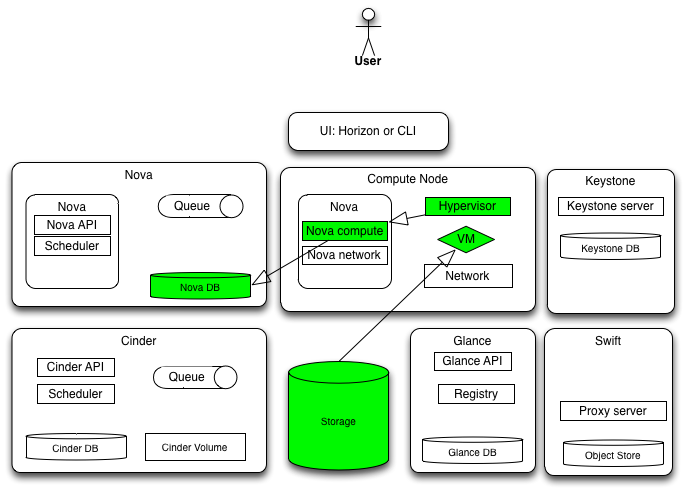 User
UI: Horizon or CLI
Nova
Nova
Nova API
Scheduler
Queue
Nova DB
Compute Node
Nova
Nova compute
Nova network
Hypervisor
VM
Network
Keystone
Keystone server
Keystone DB
Cinder
Cinder API
Scheduler
Queue
Cinder DB
Cinder Volume
Storage
Glance
Glance API
Registry
Glance DB
Swift
Proxy server
Object Store